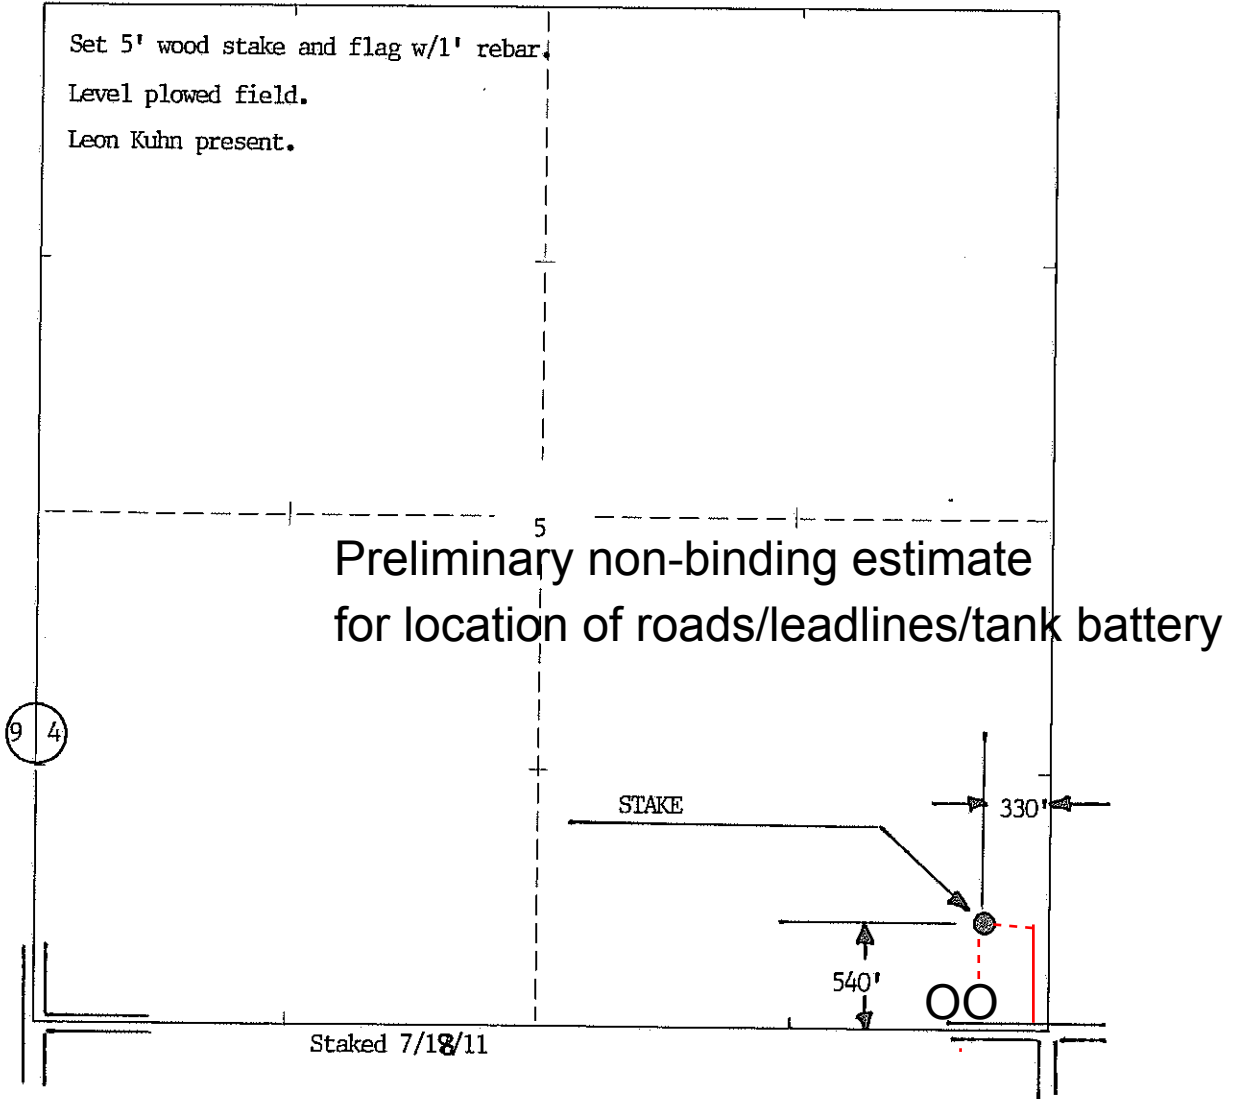 Set 5' wood stake and flag w/1' rebar.
Level plowed field.
Leon Kuhn present.
5
Preliminary non-binding estimate
for location of roads/leadlines/tank battery
9 4
STAKE
330'
540'
OO
Staked 7/18/11